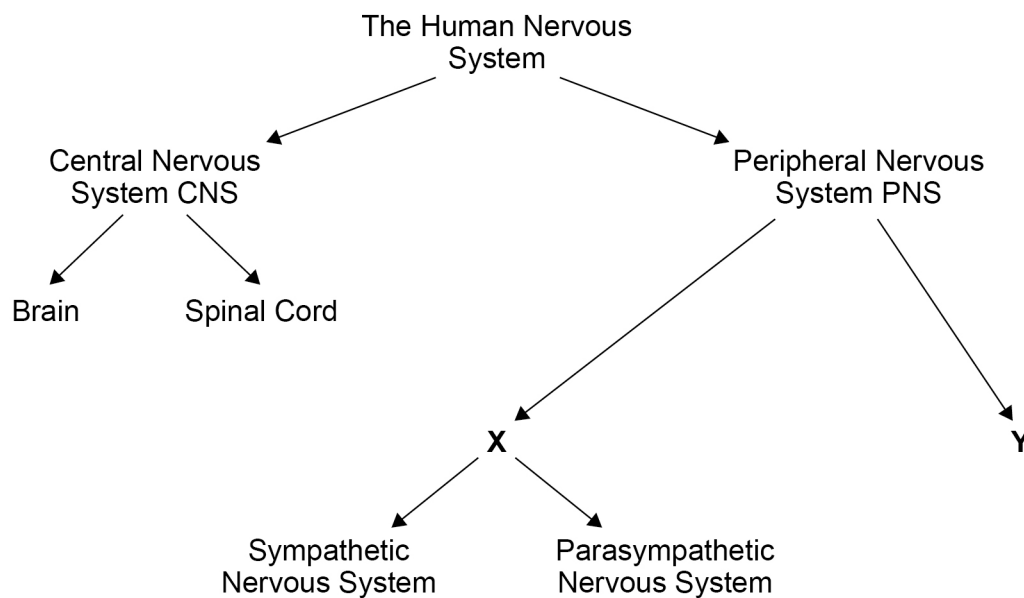 The Human Nervous
System
Central Nervous
System CNS
Peripheral Nervous
System PNS
Brain
Spinal Cord
X
Y
Sympathetic
Nervous System
Parasympathetic
Nervous System